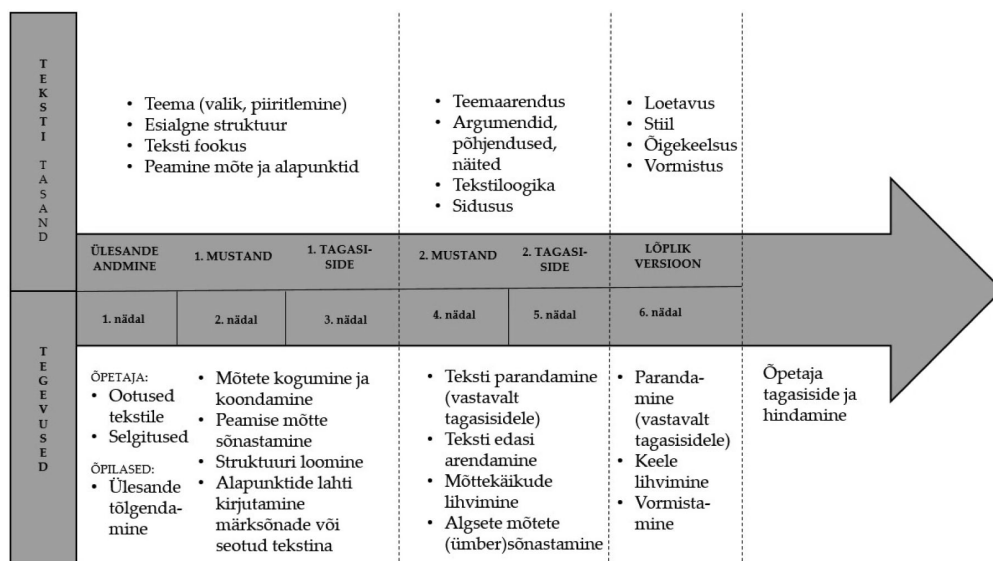 TEKSTI TASAND
• Teema (valik, piiritlemine)
• Esialgne struktuur
• Teksti fookus
• Peamine mõte ja alapunktid
• Teemaarendus
• Argumendid,
põhjendused,
näited
• Tekstiloogika
• Sidusus
• Loetavus
• Stiil
• Õigekeelsus
• Vormistus
ÜLESANDE
ANDMINE
1. MUSTAND
1. TAGASI-
SIDE
2. MUSTAND
2. TAGASI-
SIDE
LÕPLIK
VERSIOON
1. nädal
2. nädal
3. nädal
4. nädal
5. nädal
6. nädal
TEGEVUSED
ÕPETAJA:
• Ootused
tekstile
• Selgitused
ÕPILASED:
• Ülesande
tõlgenda-
mine
• Mõtete kogumine ja
koondamine
• Peamise mõtte
sõnastamine
• Struktuuri loomine
• Alapunktide lahti
kirjutamine
märksõnade või
seotud tekstina
• Teksti parandamine
(vastavalt
tagasisidele)
• Teksti edasi
arendamine
• Mõttekäikude
lihvimine
• Algsete mõtete
(ümber)sõnastamine
• Paranda-
mine
(vastavalt
tagasisidele)
• Keele
lihvimine
• Vormista-
mine
Õpetaja
tagasiside ja
hindamine